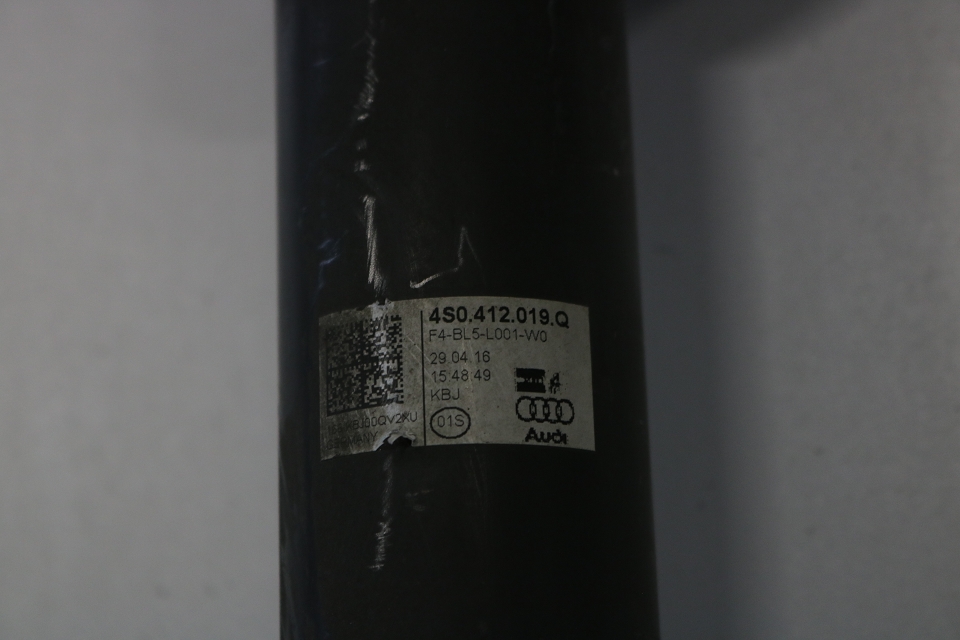 4S0.412.019.Q
F4-BL5-L001-W0
29.04.16
15:48:49
KBJ
01S
Audi